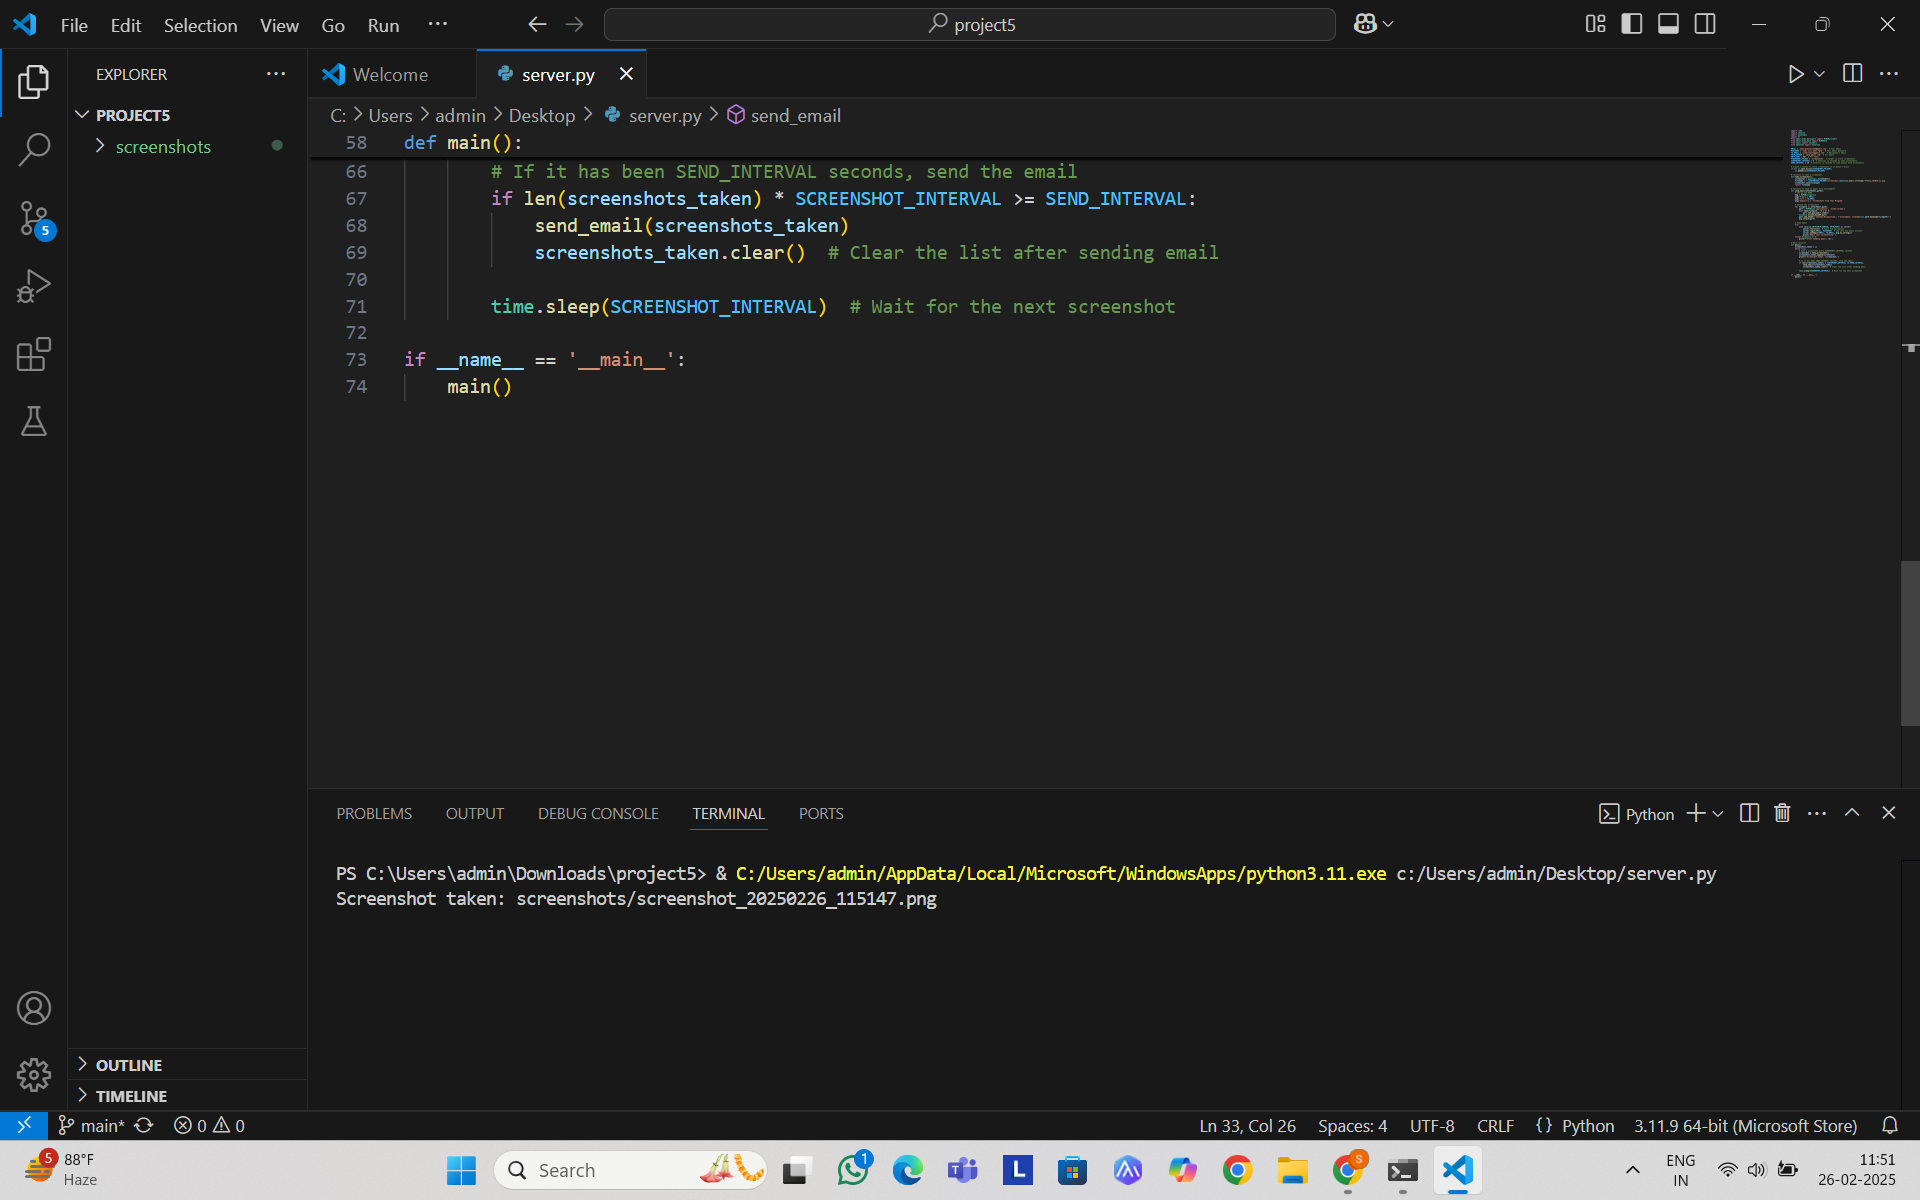 File Edit Selection View Go Run ··· project5
EXPLORER ···
Welcome server.py
PROJECT5
screenshots
C: > Users > admin > Desktop > server.py > send_email
58 def main():
66 # If it has been SEND_INTERVAL seconds, send the email
67 if len(screenshots_taken) * SCREENSHOT_INTERVAL >= SEND_INTERVAL:
68 send_email(screenshots_taken)
69 screenshots_taken.clear()  # Clear the list after sending email
70
71 time.sleep(SCREENSHOT_INTERVAL)  # Wait for the next screenshot
72
73 if __name__ == '__main__':
74 main()
5
PROBLEMS OUTPUT DEBUG CONSOLE TERMINAL PORTS Python
PS C:\Users\admin\Downloads\project5> & C:/Users/admin/AppData/Local/Microsoft/WindowsApps/python3.11.exe c:/Users/admin/Desktop/server.py
Screenshot taken: screenshots/screenshot_20250226_115147.png
OUTLINE
TIMELINE
main* 0 0 Ln 33, Col 26 Spaces: 4 UTF-8 CRLF {} Python 3.11.9 64-bit (Microsoft Store)
5 88°F
Haze
Search
1
L
S
ENG
IN
11:51
26-02-2025